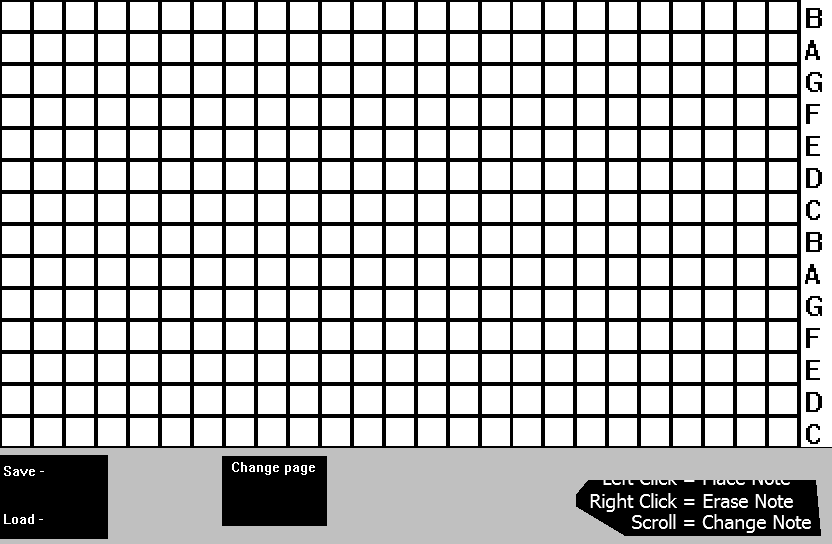 B
A
G
F
E
D
C
B
A
G
F
E
D
C
Save -
Change page
Load -
Left Click = Place Note
Right Click = Erase Note
Scroll = Change Note